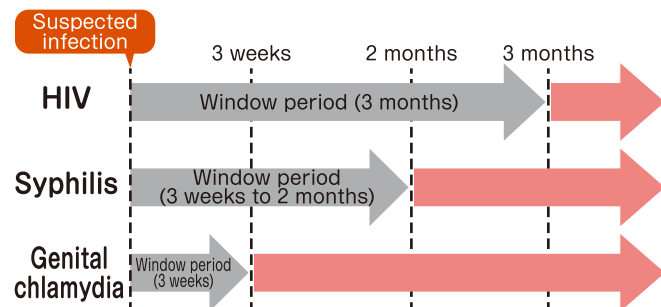 Suspected
infection
3 weeks
2 months
3 months
HIV
Window period (3 months)
Syphilis
Window period
(3 weeks to 2 months)
Genital
chlamydia
Window period
(3 weeks)